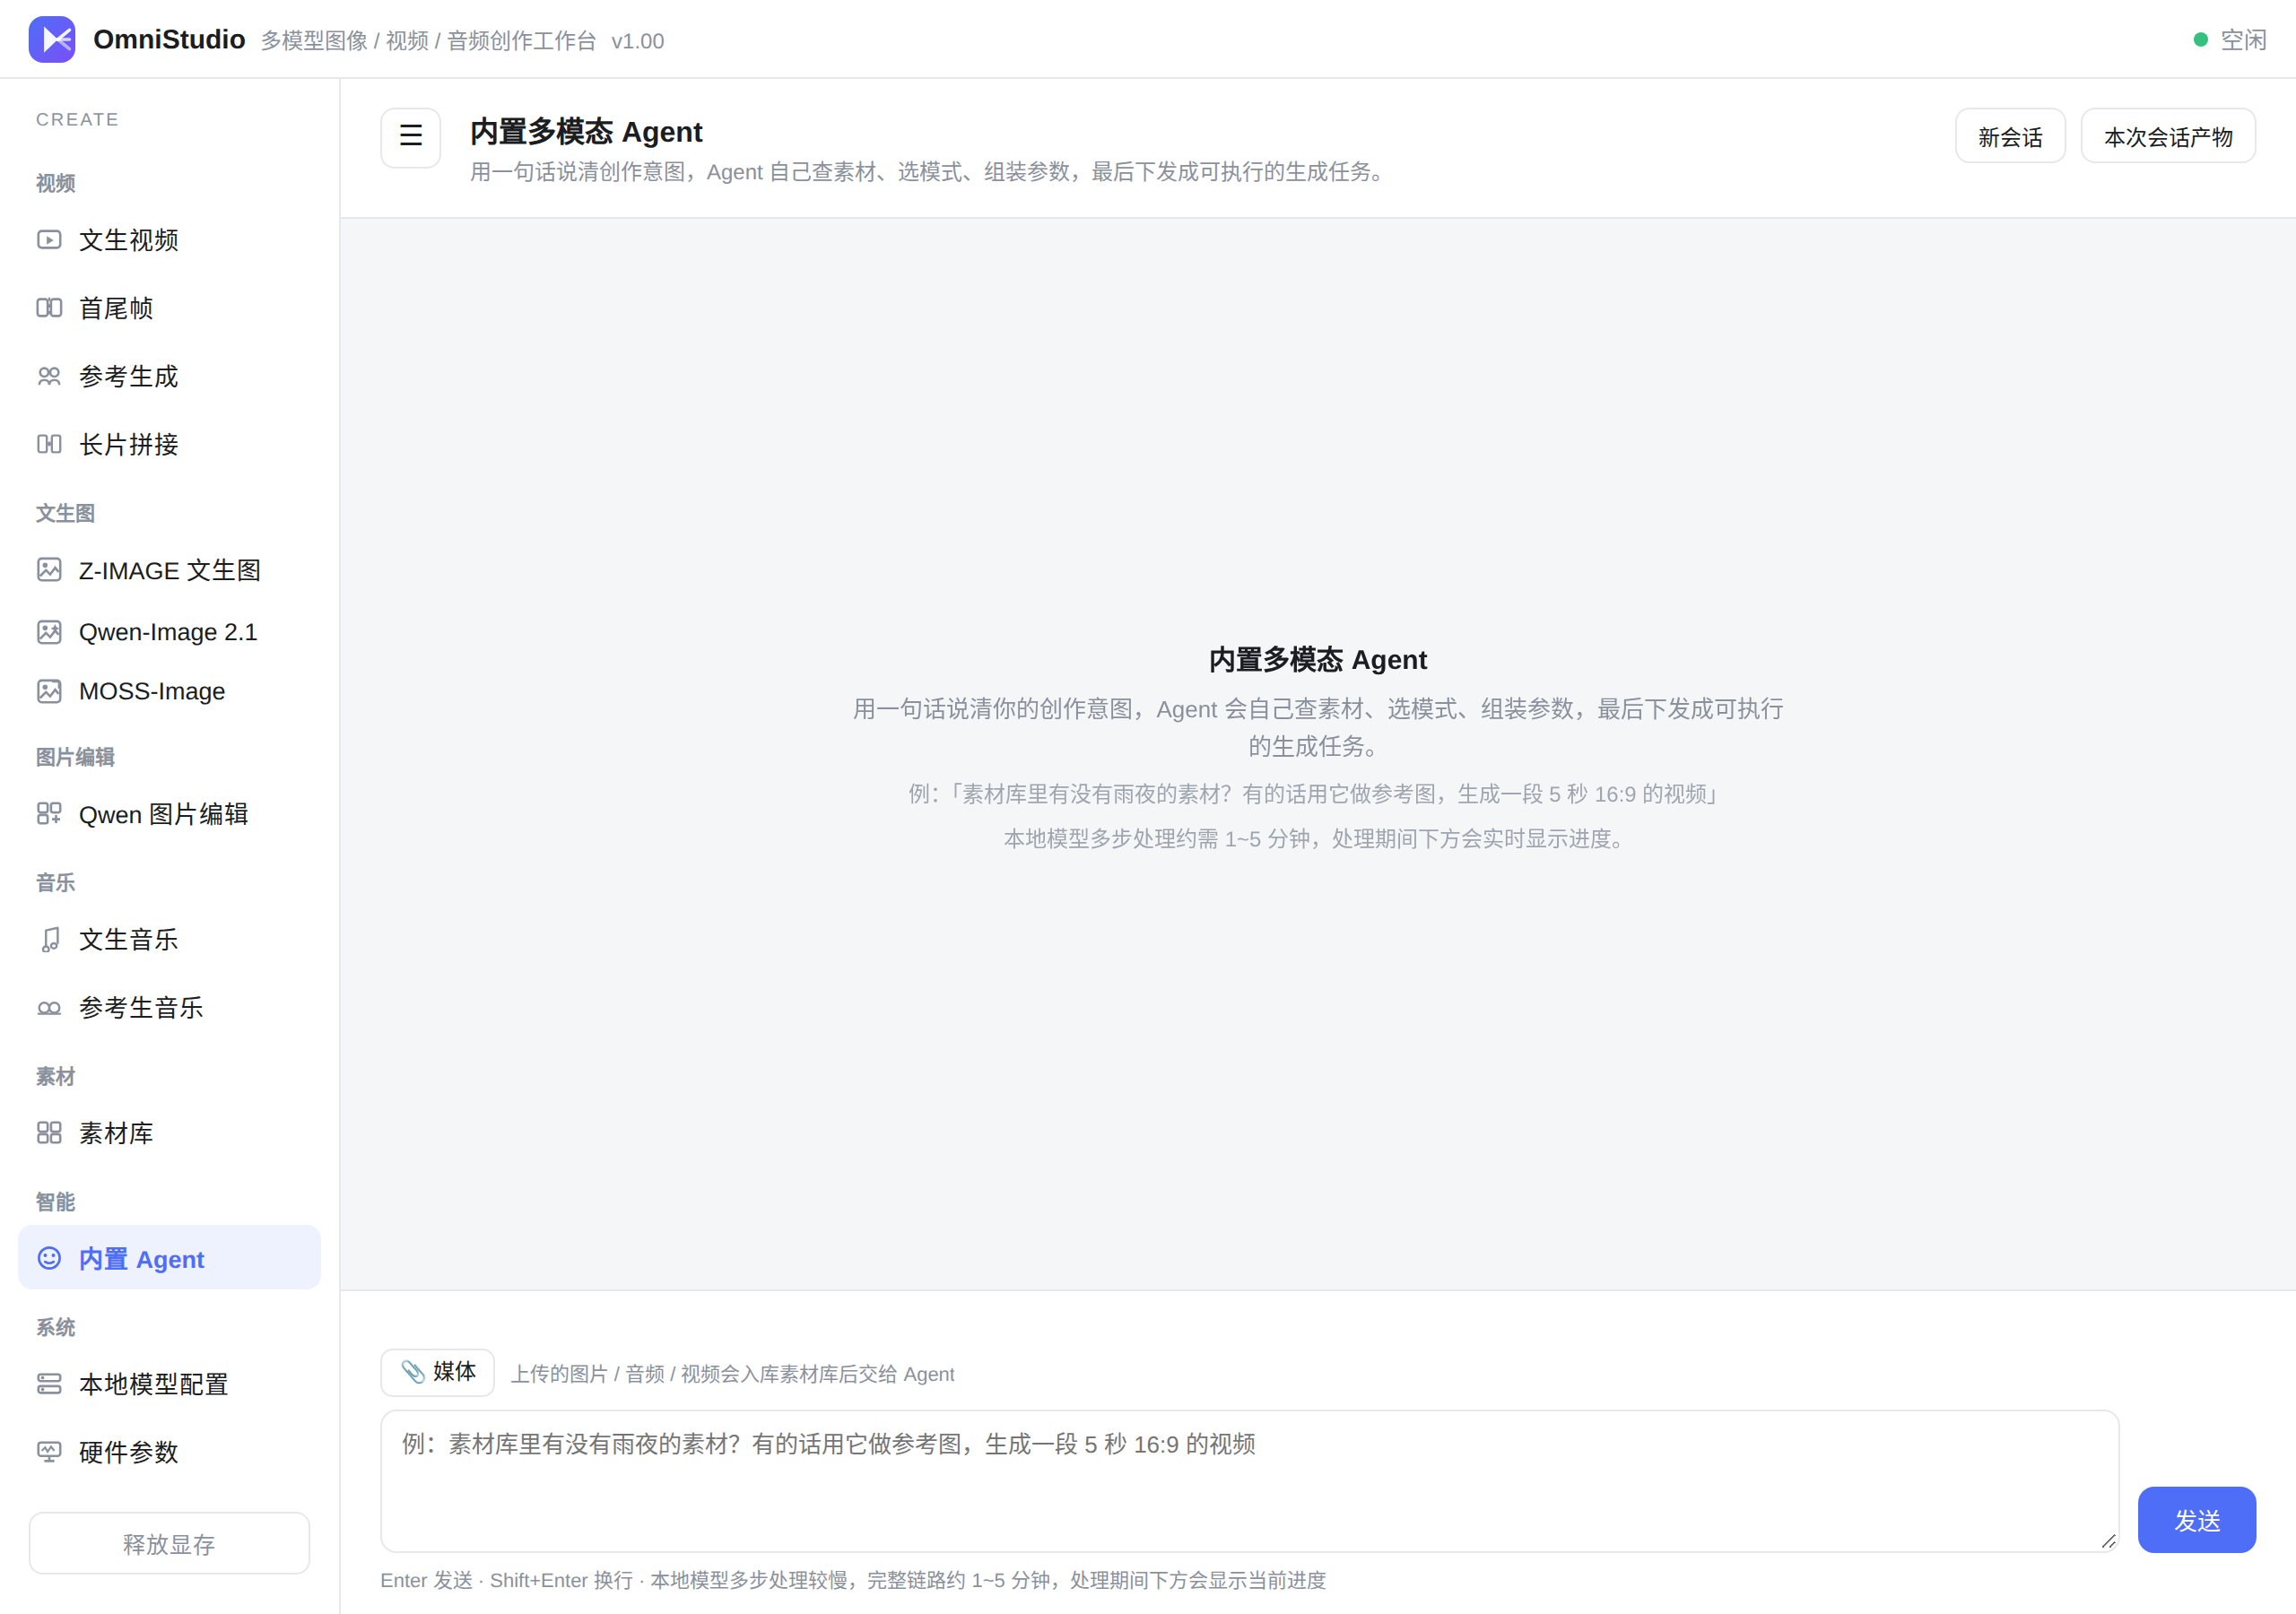 OmniStudio 多模型图像 / 视频 / 音频创作工作台 v1.00
空闲
CREATE
视频
文生视频
首尾帧
参考生成
长片拼接
文生图
Z-IMAGE 文生图
Qwen-Image 2.1
MOSS-Image
图片编辑
Qwen 图片编辑
音乐
文生音乐
参考生音乐
素材
素材库
智能
内置 Agent
系统
本地模型配置
硬件参数
释放显存
☰
内置多模态 Agent
用一句话说清创作意图，Agent 自己查素材、选模式、组装参数，最后下发成可执行的生成任务。
新会话
本次会话产物
内置多模态 Agent
用一句话说清你的创作意图，Agent 会自己查素材、选模式、组装参数，最后下发成可执行
的生成任务。
例：「素材库里有没有雨夜的素材？有的话用它做参考图，生成一段 5 秒 16:9 的视频」
本地模型多步处理约需 1~5 分钟，处理期间下方会实时显示进度。
📎 媒体
上传的图片 / 音频 / 视频会入库素材库后交给 Agent
例：素材库里有没有雨夜的素材？有的话用它做参考图，生成一段 5 秒 16:9 的视频
发送
Enter 发送 · Shift+Enter 换行 · 本地模型多步处理较慢，完整链路约 1~5 分钟，处理期间下方会显示当前进度